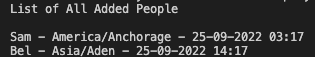 List of All Added People
Sam - America/Anchorage - 25-09-2022 03:17
Bel - Asia/Aden - 25-09-2022 14:17